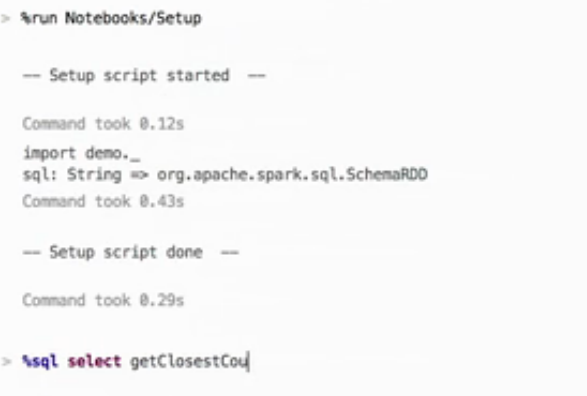 > %run Notebooks/Setup
-- Setup script started --
Command took 0.12s
import demo._
sql: String => org.apache.spark.sql.SchemaRDD
Command took 0.43s
-- Setup script done --
Command took 0.29s
> %sql select getClosestCou